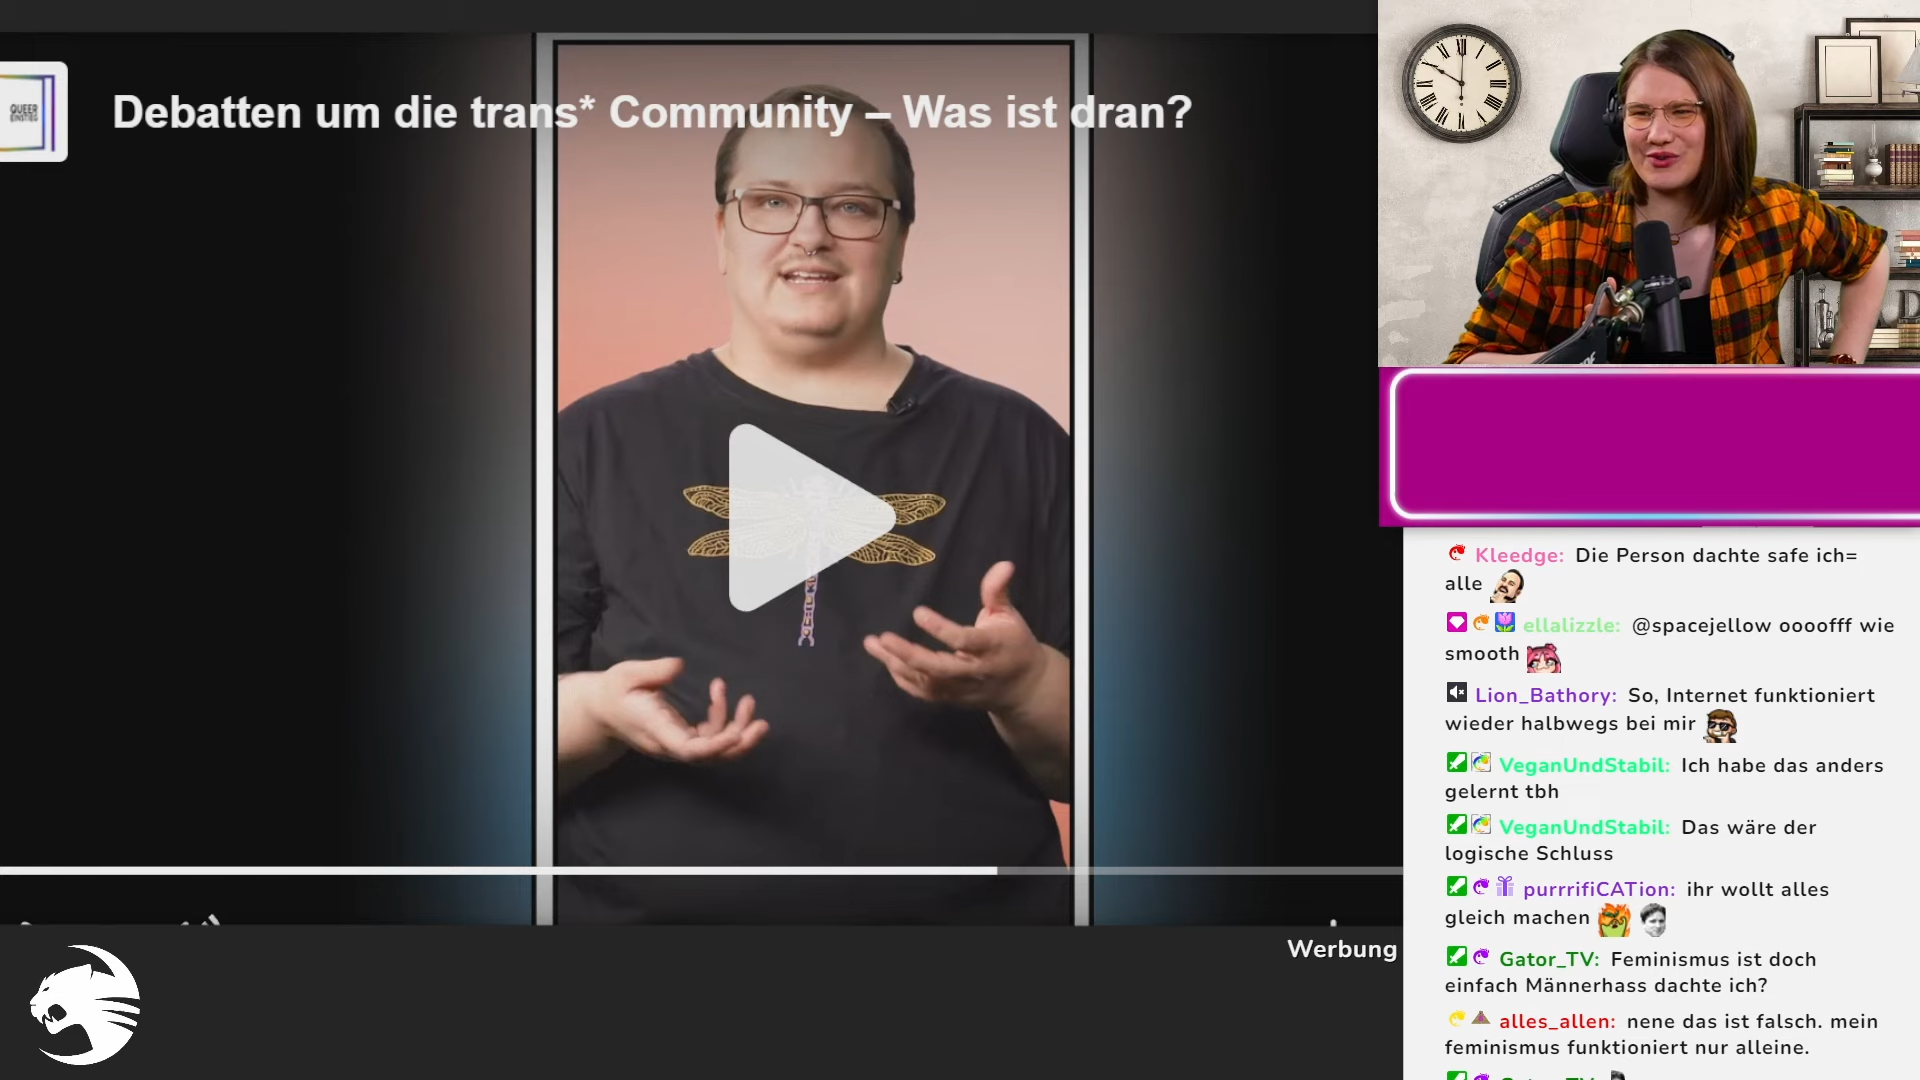 QUEER
EINSTIEG
Debatten um die trans* Community – Was ist dran?
Kleedge: Die Person dachte safe ich=
alle
ellalizzle: @spacejellow oooofff wie
smooth
Lion_Bathory: So, Internet funktioniert
wieder halbwegs bei mir
VeganUndStabil: Ich habe das anders
gelernt tbh
VeganUndStabil: Das wäre der
logische Schluss
purrrifiCATion: ihr wollt alles
gleich machen
Gator_TV: Feminismus ist doch
einfach Männerhass dachte ich?
alles_allen: nene das ist falsch. mein
feminismus funktioniert nur alleine.
Werbung